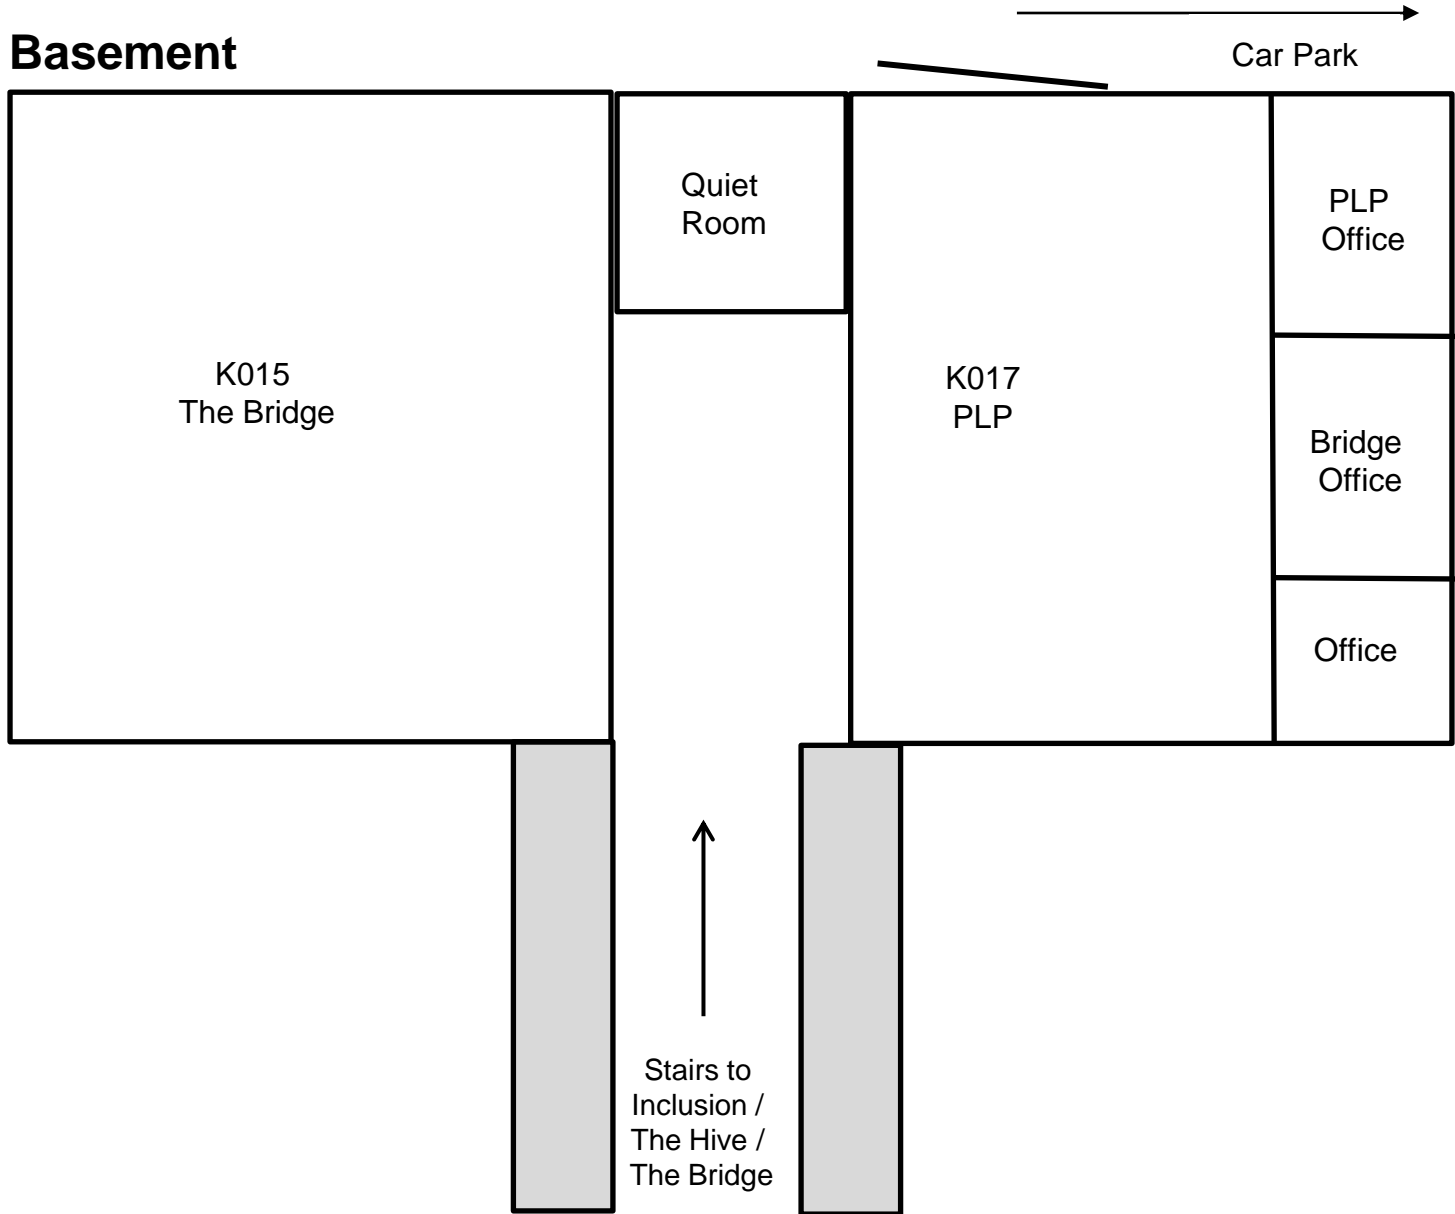 Basement
Car Park
Quiet
Room
PLP
Office
K015
The Bridge
K017
PLP
Bridge
Office
Office
Stairs to
Inclusion /
The Hive /
The Bridge